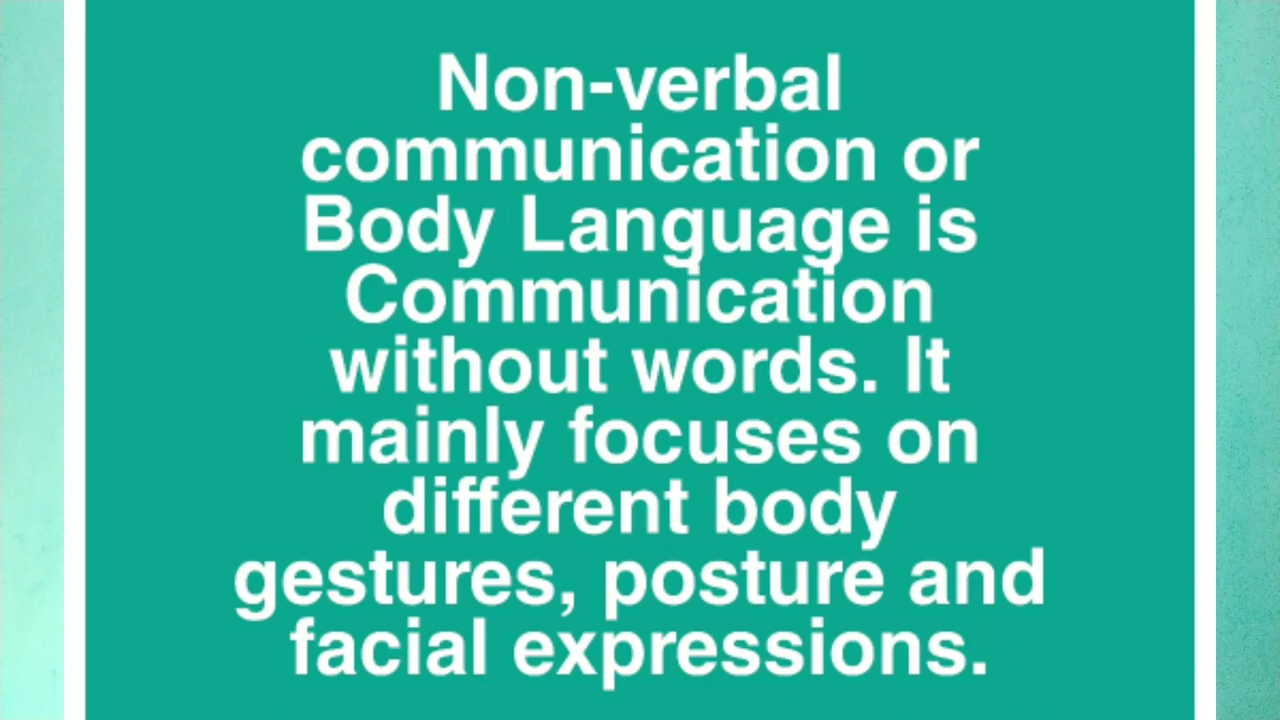 Non-verbal
communication or
Body Language is
Communication
without words. It
mainly focuses on
different body
gestures, posture and
facial expressions.